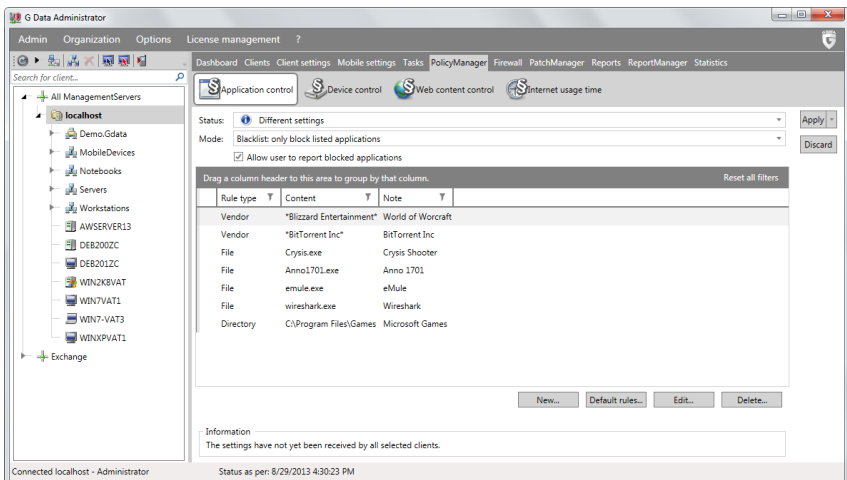 G Data Administrator
Admin Organization Options License management ?
Search for client...
All ManagementServers
localhost
Demo.Gdata
MobileDevices
Notebooks
Servers
Workstations
AWSERVER13
DEB200ZC
DEB201ZC
WIN2K8VAT
WIN7VAT1
WIN7-VAT3
WINXPVAT1
Exchange
Dashboard Clients Client settings Mobile settings Tasks PolicyManager Firewall PatchManager Reports ReportManager Statistics
Application control Device control Web content control Internet usage time
Status: Different settings
Mode: Blacklist: only block listed applications
Allow user to report blocked applications
Apply
Discard
Drag a column header to this area to group by that column. Reset all filters
Rule type Content Note
Vendor *Blizzard Entertainment* World of Worcraft
Vendor *BitTorrent Inc* BitTorrent Inc
File Crysis.exe Crysis Shooter
File Anno1701.exe Anno 1701
File emule.exe eMule
File wireshark.exe Wireshark
Directory C:\Program Files\Games Microsoft Games
New... Default rules... Edit... Delete...
Information
The settings have not yet been received by all selected clients.
Connected localhost - Administrator Status as per: 8/29/2013 4:30:23 PM